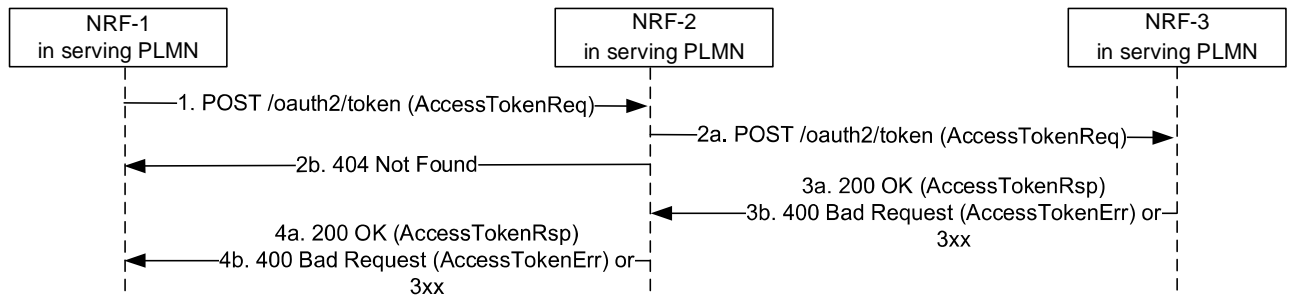 NRF-1
in serving PLMN
NRF-2
in serving PLMN
NRF-3
in serving PLMN
1. POST /oauth2/token (AccessTokenReq)
2a. POST /oauth2/token (AccessTokenReq)
2b. 404 Not Found
3a. 200 OK (AccessTokenRsp)
3b. 400 Bad Request (AccessTokenErr) or
3xx
4a. 200 OK (AccessTokenRsp)
4b. 400 Bad Request (AccessTokenErr) or
3xx